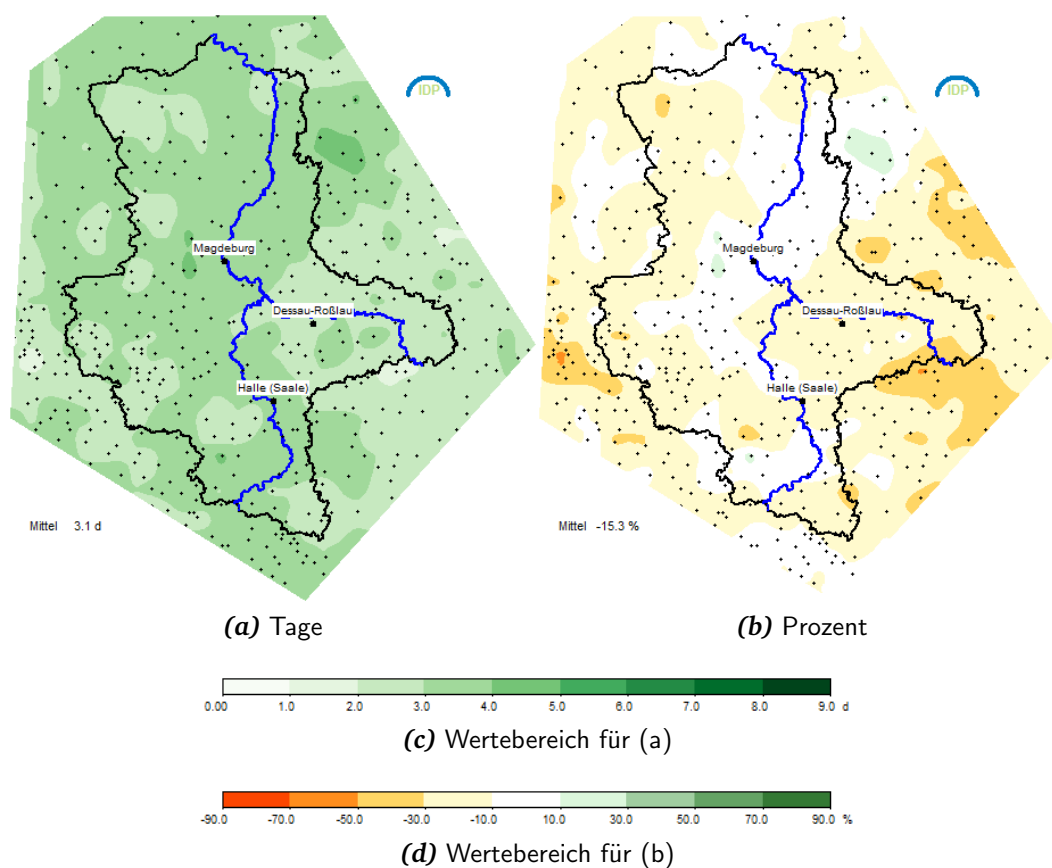 IDP
IDP
Magdeburg
Magdeburg
Dessau-Roßlau
Dessau-Roßlau
Halle (Saale)
Halle (Saale)
Mittel 3.1 d
Mittel -15.3 %
(a) Tage
(b) Prozent
0.00 1.0 2.0 3.0 4.0 5.0 6.0 7.0 8.0 9.0 d
(c) Wertebereich für (a)
-90.0 -70.0 -50.0 -30.0 -10.0 10.0 30.0 50.0 70.0 90.0 %
(d) Wertebereich für (b)